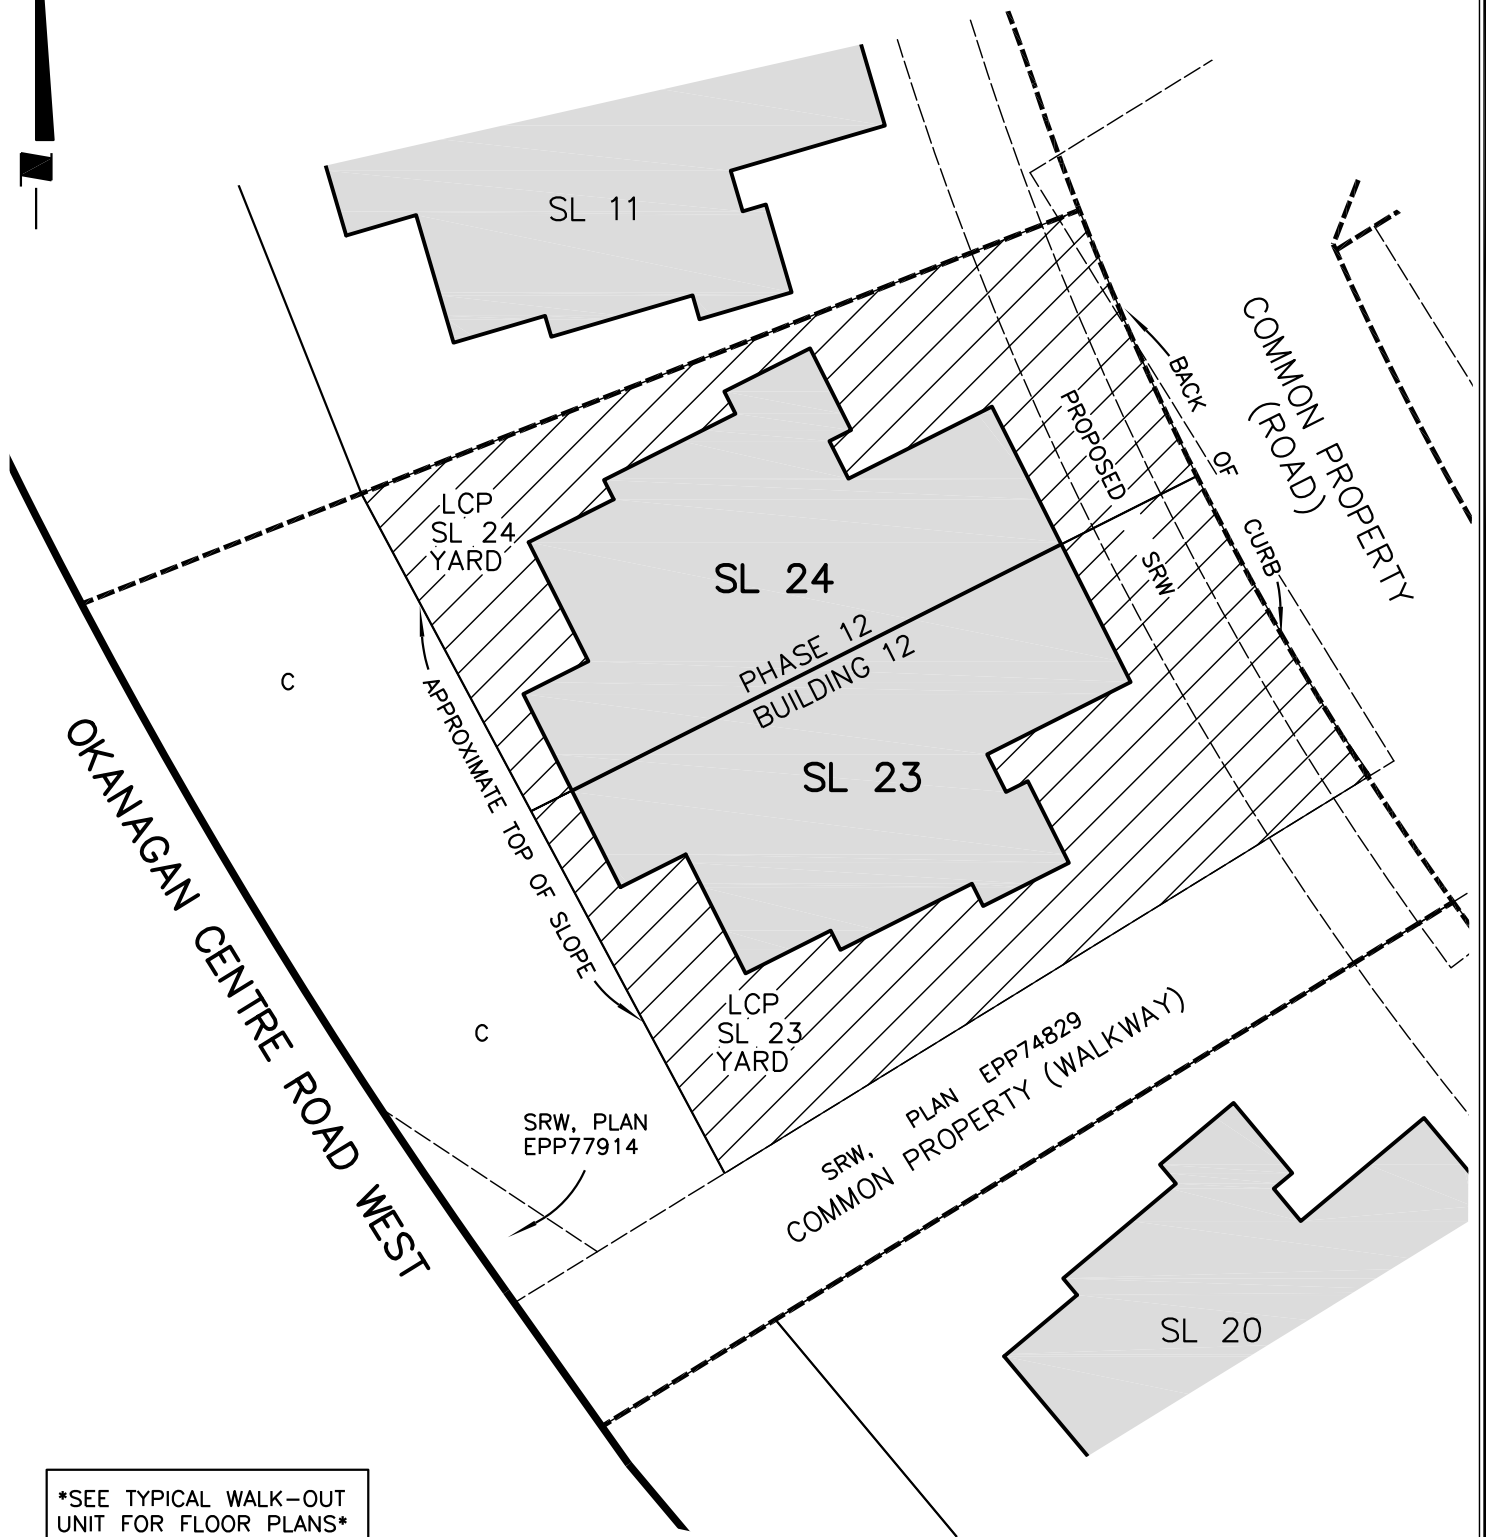 SL 11
COMMON PROPERTY
(ROAD)
BACK OF CURB
PROPOSED SRW
LCP
SL 24
YARD
SL 24
PHASE 12
BUILDING 12
SL 23
C
APPROXIMATE TOP OF SLOPE
OKANAGAN CENTRE ROAD WEST
C
LCP
SL 23
YARD
SRW, PLAN
EPP77914
SRW, PLAN EPP74829
COMMON PROPERTY (WALKWAY)
SL 20
*SEE TYPICAL WALK-OUT
UNIT FOR FLOOR PLANS*